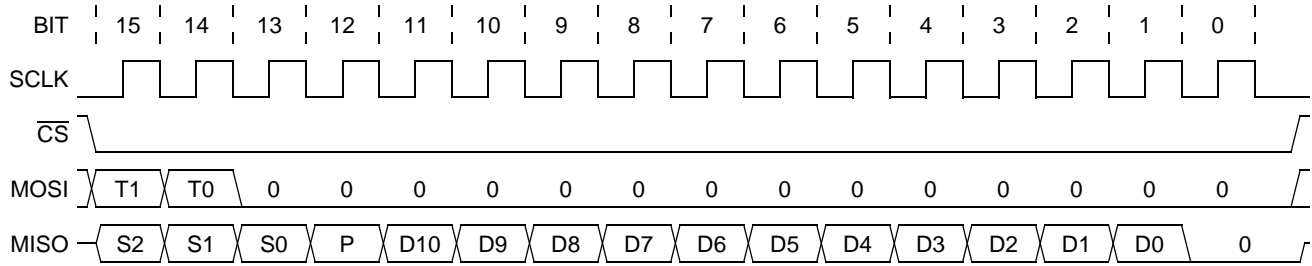 BIT 15 14 13 12 11 10 9 8 7 6 5 4 3 2 1 0
SCLK
CS
MOSI T1 T0 0 0 0 0 0 0 0 0 0 0 0 0 0 0
MISO S2 S1 S0 P D10 D9 D8 D7 D6 D5 D4 D3 D2 D1 D0 0